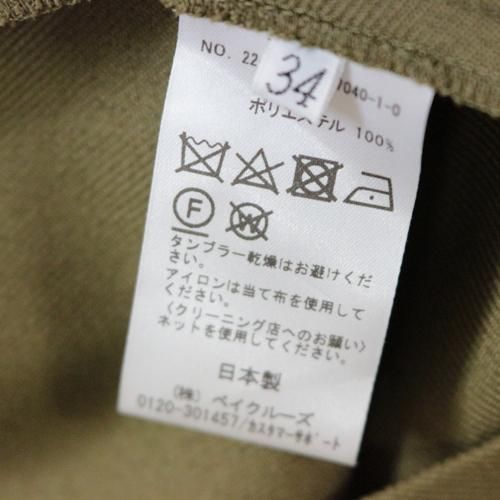 NO. 22
34
040-1-0
ポリエステル 100%
F
W
タンブラー乾燥はお避けくだ
さい。
アイロンは当て布を使用して
ください。
〈クリーニング店へのお願い〉
ネットを使用してください。
日本製
(株) ベイクルーズ
0120-301457/カスタマーサポート